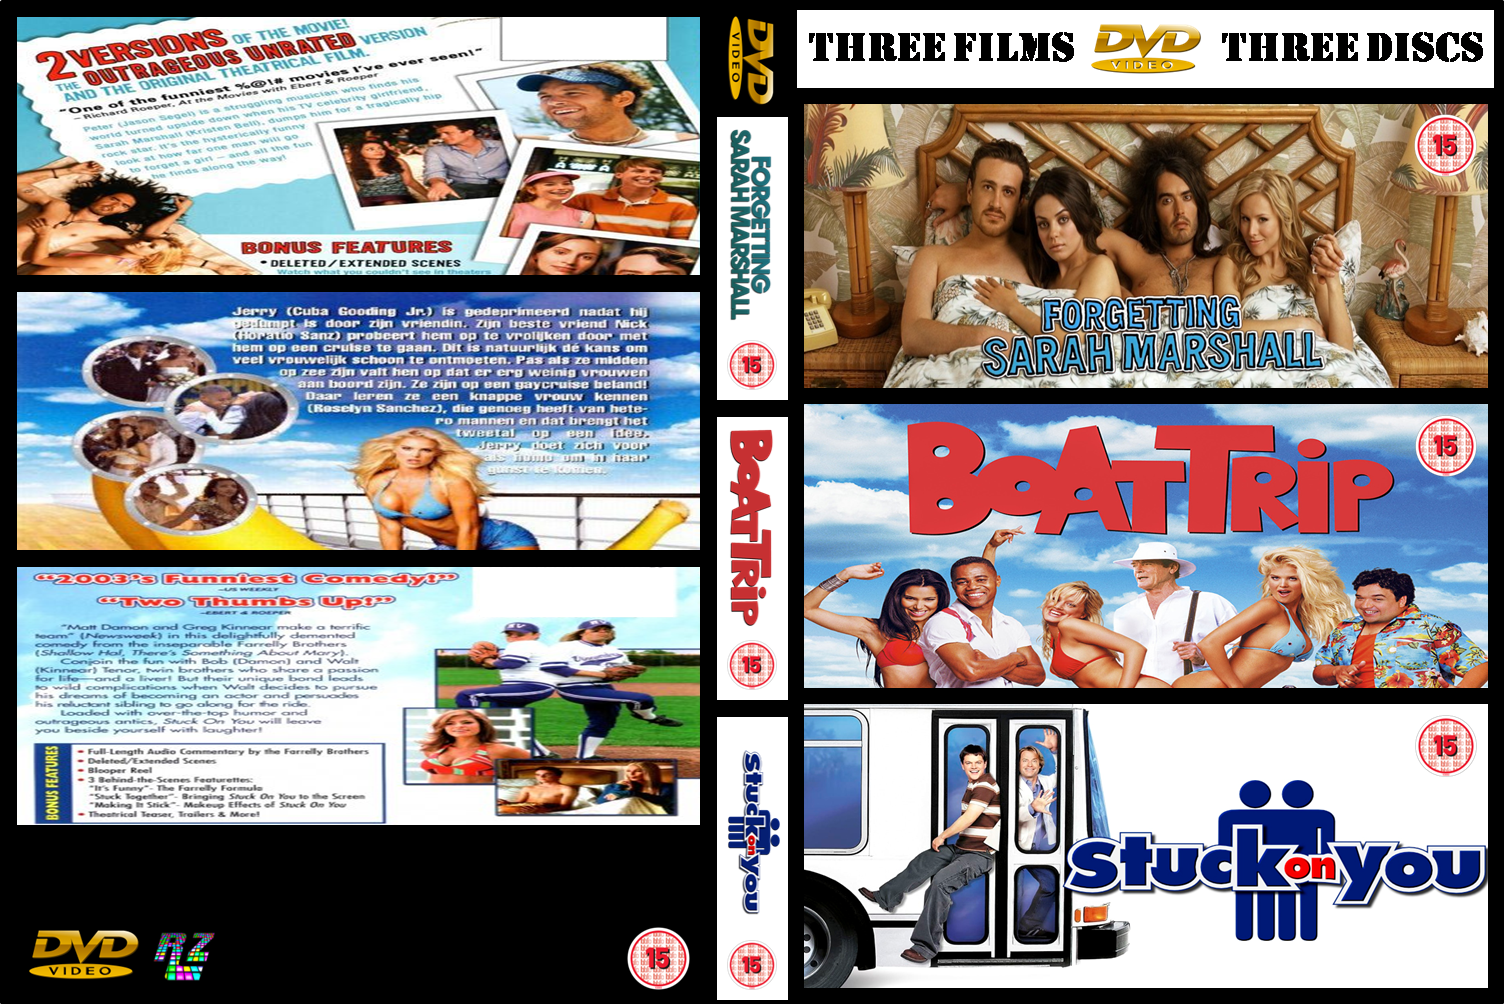 2 VERSIONS OF THE MOVIE!
THE OUTRAGEOUS UNRATED VERSION
AND THE ORIGINAL THEATRICAL FILM.
"One of the funniest %@!# movies I've ever seen!"
– Richard Roeper, At the Movies with Ebert & Roeper
Peter (Jason Segel) is a struggling musician who finds his
world turned upside down when his TV celebrity girlfriend,
Sarah Marshall (Kristen Bell), dumps him for a tragically hip
rock star. It's the hysterically funny
look at how far one man will go
to forget a girl – and all the fun
he finds along the way!
BONUS FEATURES
• DELETED/EXTENDED SCENES
Watch what you couldn't see in theaters
Jerry (Cuba Gooding Jr.) is gedeprimeerd nadat hij
gedumpt is door zijn vriendin. Zijn beste vriend Nick
(Horatio Sanz) probeert hem op te vrolijken door met
hem op een cruise te gaan. Dit is natuurlijk dé kans om
veel vrouwelijk schoon te ontmoeten. Pas als ze midden
op zee zijn valt hen op dat er erg weinig vrouwen
aan boord zijn. Ze zijn op een gaycruise beland!
Daar leren ze een knappe vrouw kennen
(Roselyn Sanchez), die genoeg heeft van hete-
ro mannen en dat brengt het
tweetal op een idee.
Jerry doet zich voor
als homo om in haar
gunst te komen.
"2003's Funniest Comedy!"
–US WEEKLY
"Two Thumbs Up!"
–EBERT & ROEPER
"Matt Damon and Greg Kinnear make a terrific
team" (Newsweek) in this delightfully demented
comedy from the inseparable Farrelly Brothers
(Shallow Hal, There's Something About Mary).
Conjoin the fun with Bob (Damon) and Walt
(Kinnear) Tenor, twin brothers who share a passion
for life—and a liver! But their unique bond leads
to wild complications when Walt decides to pursue
his dreams of becoming an actor and persuades
his reluctant sibling to go along for the ride.
Loaded with over-the-top humor and
outrageous antics, Stuck On You will leave
you beside yourself with laughter!
BONUS FEATURES
• Full-Length Audio Commentary by the Farrelly Brothers
• Deleted/Extended Scenes
• Blooper Reel
• 3 Behind-the-Scenes Featurettes:
"It's Funny"- The Farrelly Formula
"Stuck Together"- Bringing Stuck On You to the Screen
"Making It Stick"- Makeup Effects of Stuck On You
• Theatrical Teaser, Trailers & More!
DVD
VIDEO
RZ
15
DVD
VIDEO
FORGETTING
SARAH MARSHALL
15
BOAT TRIP
15
Stuck on you
15
THREE FILMS DVD VIDEO THREE DISCS
15
FORGETTING
SARAH MARSHALL
15
BOAT TRIP
15
Stuck on you